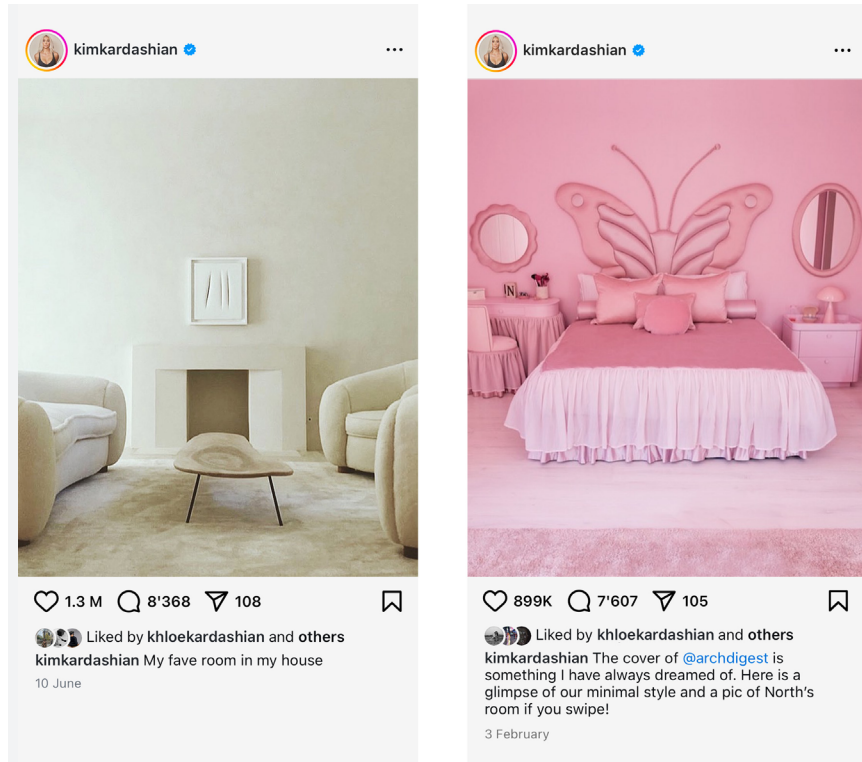 kimkardashian
1.3 M 8'368 108
Liked by khloekardashian and others
kimkardashian My fave room in my house
10 June
kimkardashian
N
899K 7'607 105
Liked by khloekardashian and others
kimkardashian The cover of @archdigest is
something I have always dreamed of. Here is a
glimpse of our minimal style and a pic of North's
room if you swipe!
3 February